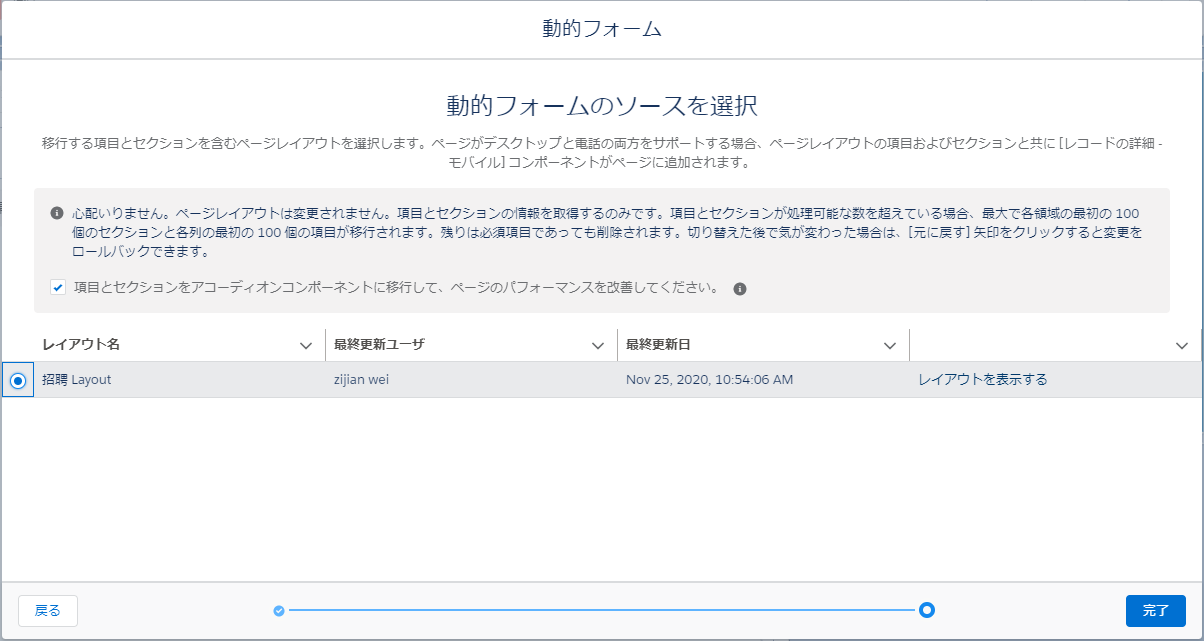 動的フォーム
動的フォームのソースを選択
移行する項目とセクションを含むページレイアウトを選択します。ページがデスクトップと電話の両方をサポートする場合、ページレイアウトの項目およびセクションと共に [レコードの詳細 -
モバイル] コンポーネントがページに追加されます。
心配いりません。ページレイアウトは変更されません。項目とセクションの情報を取得するのみです。項目とセクションが処理可能な数を超えている場合、最大で各領域の最初の 100
個のセクションと各列の最初の 100 個の項目が移行されます。残りは必須項目であっても削除されます。切り替えた後で気が変わった場合は、[元に戻す] 矢印をクリックすると変更を
ロールバックできます。
項目とセクションをアコーディオンコンポーネントに移行して、ページのパフォーマンスを改善してください。
レイアウト名 最終更新ユーザ 最終更新日
招聘 Layout zijian wei Nov 25, 2020, 10:54:06 AM レイアウトを表示する
戻る 完了